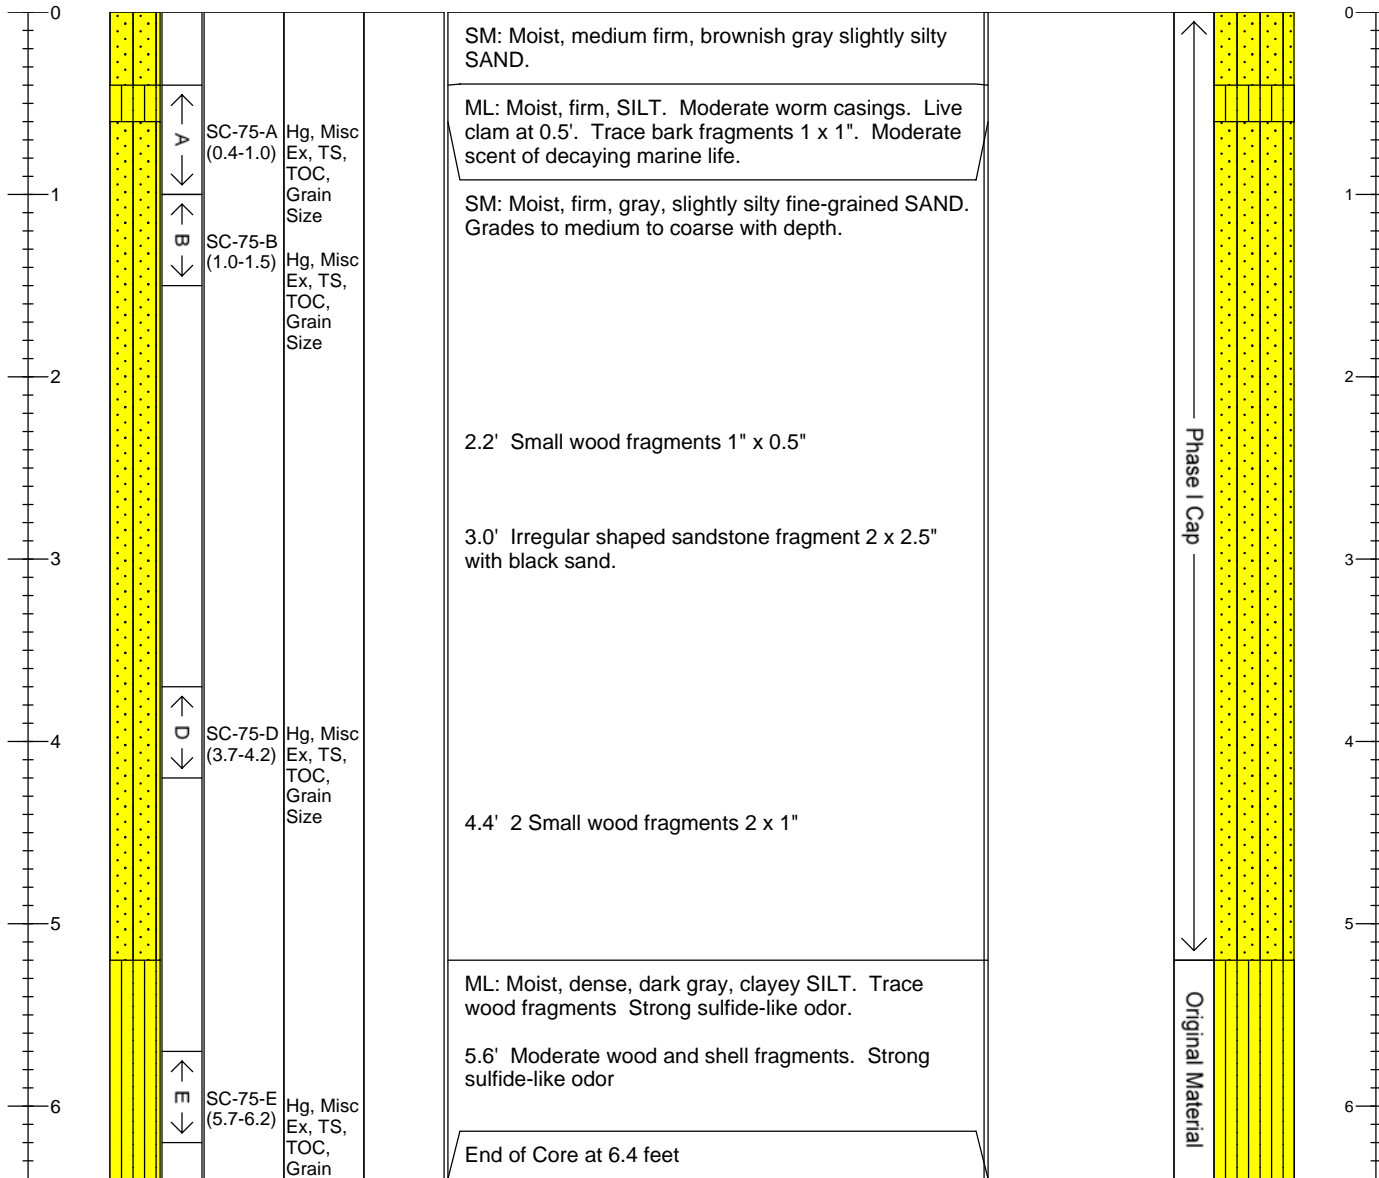 0
0
SM: Moist, medium firm, brownish gray slightly silty
SAND.
ML: Moist, firm, SILT. Moderate worm casings. Live
clam at 0.5'. Trace bark fragments 1 x 1". Moderate
scent of decaying marine life.
A
SC-75-A
(0.4-1.0)
Hg, Misc
Ex, TS,
TOC,
Grain
Size
1
1
SM: Moist, firm, gray, slightly silty fine-grained SAND.
Grades to medium to coarse with depth.
B
SC-75-B
(1.0-1.5)
Hg, Misc
Ex, TS,
TOC,
Grain
Size
2
2
2.2' Small wood fragments 1" x 0.5"
Phase I Cap
3.0' Irregular shaped sandstone fragment 2 x 2.5"
with black sand.
3
3
D
SC-75-D
(3.7-4.2)
Hg, Misc
Ex, TS,
TOC,
Grain
Size
4
4
4.4' 2 Small wood fragments 2 x 1"
5
5
ML: Moist, dense, dark gray, clayey SILT. Trace
wood fragments Strong sulfide-like odor.
5.6' Moderate wood and shell fragments. Strong
sulfide-like odor
Original Material
E
SC-75-E
(5.7-6.2)
Hg, Misc
Ex, TS,
TOC,
Grain
6
6
End of Core at 6.4 feet